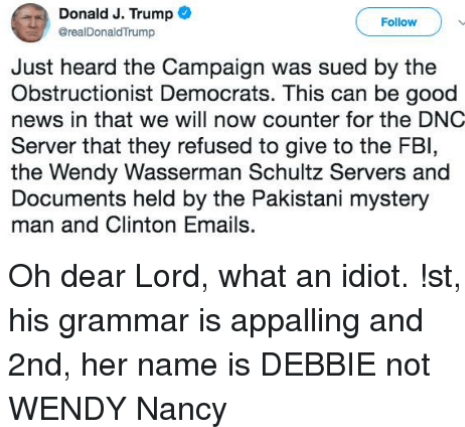 Donald J. Trump
@realDonaldTrump
Follow
Just heard the Campaign was sued by the
Obstructionist Democrats. This can be good
news in that we will now counter for the DNC
Server that they refused to give to the FBI,
the Wendy Wasserman Schultz Servers and
Documents held by the Pakistani mystery
man and Clinton Emails.
Oh dear Lord, what an idiot. !st,
his grammar is appalling and
2nd, her name is DEBBIE not
WENDY Nancy